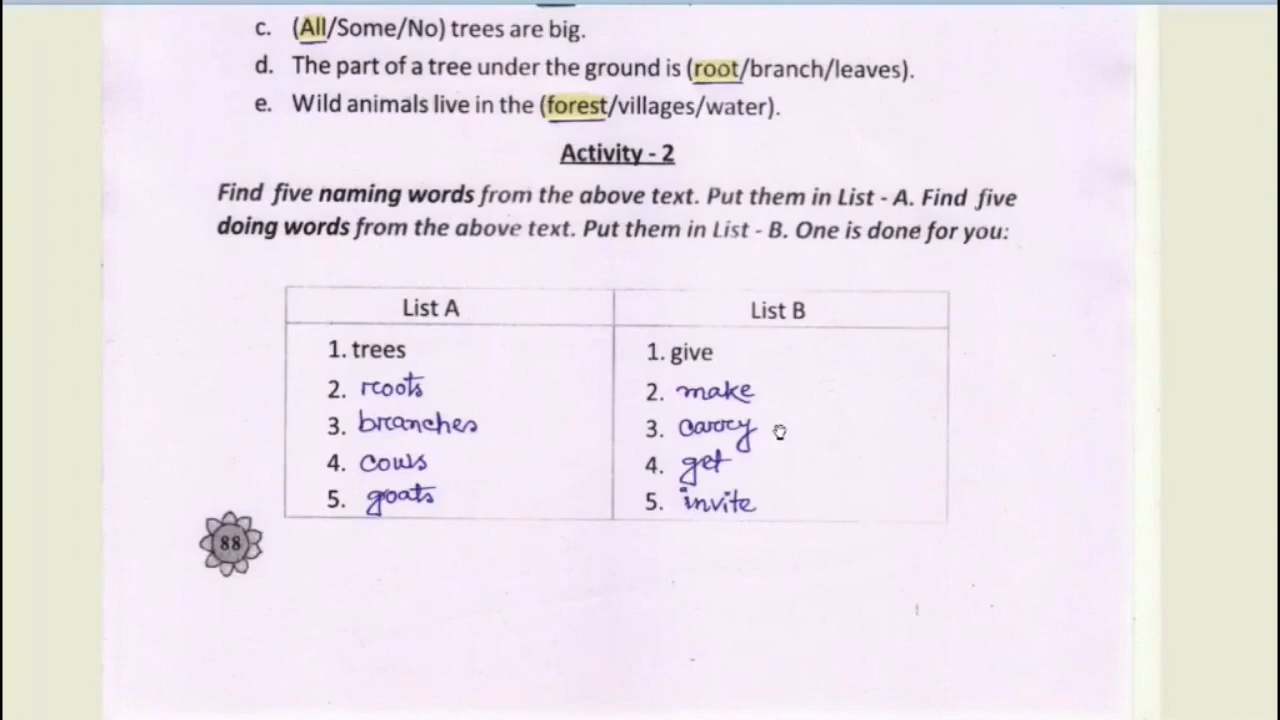 c. (All/Some/No) trees are big.
d. The part of a tree under the ground is (root/branch/leaves).
e. Wild animals live in the (forest/villages/water).
Activity - 2
Find five naming words from the above text. Put them in List - A. Find five
doing words from the above text. Put them in List - B. One is done for you:
List A List B
1. trees 1. give
2. roots 2. make
3. branches 3. carry
4. cows 4. get
5. goats 5. invite
88